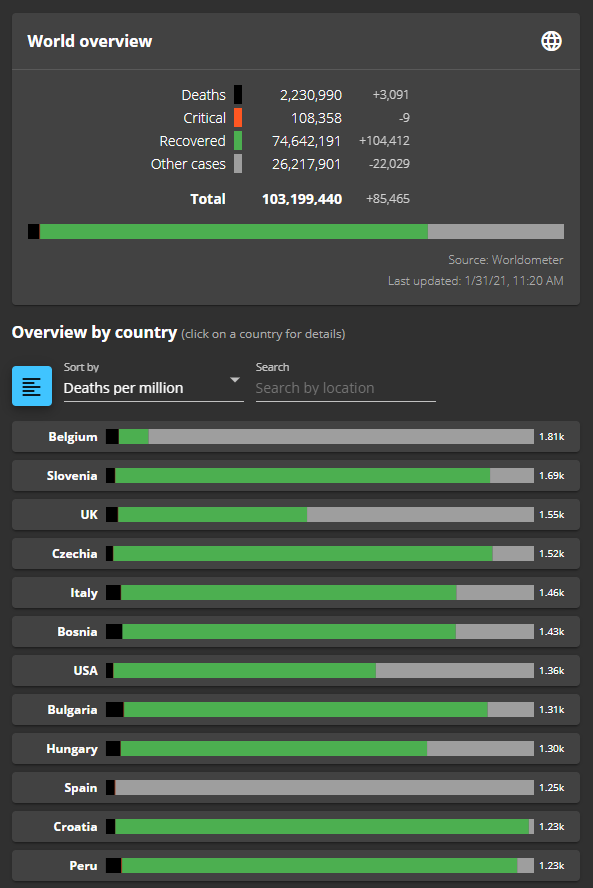 World overview
Deaths 2,230,990 +3,091
Critical 108,358 -9
Recovered 74,642,191 +104,412
Other cases 26,217,901 -22,029
Total 103,199,440 +85,465
Source: Worldometer
Last updated: 1/31/21, 11:20 AM
Overview by country (click on a country for details)
Sort by Search
Deaths per million Search by location
Belgium 1.81k
Slovenia 1.69k
UK 1.55k
Czechia 1.52k
Italy 1.46k
Bosnia 1.43k
USA 1.36k
Bulgaria 1.31k
Hungary 1.30k
Spain 1.25k
Croatia 1.23k
Peru 1.23k